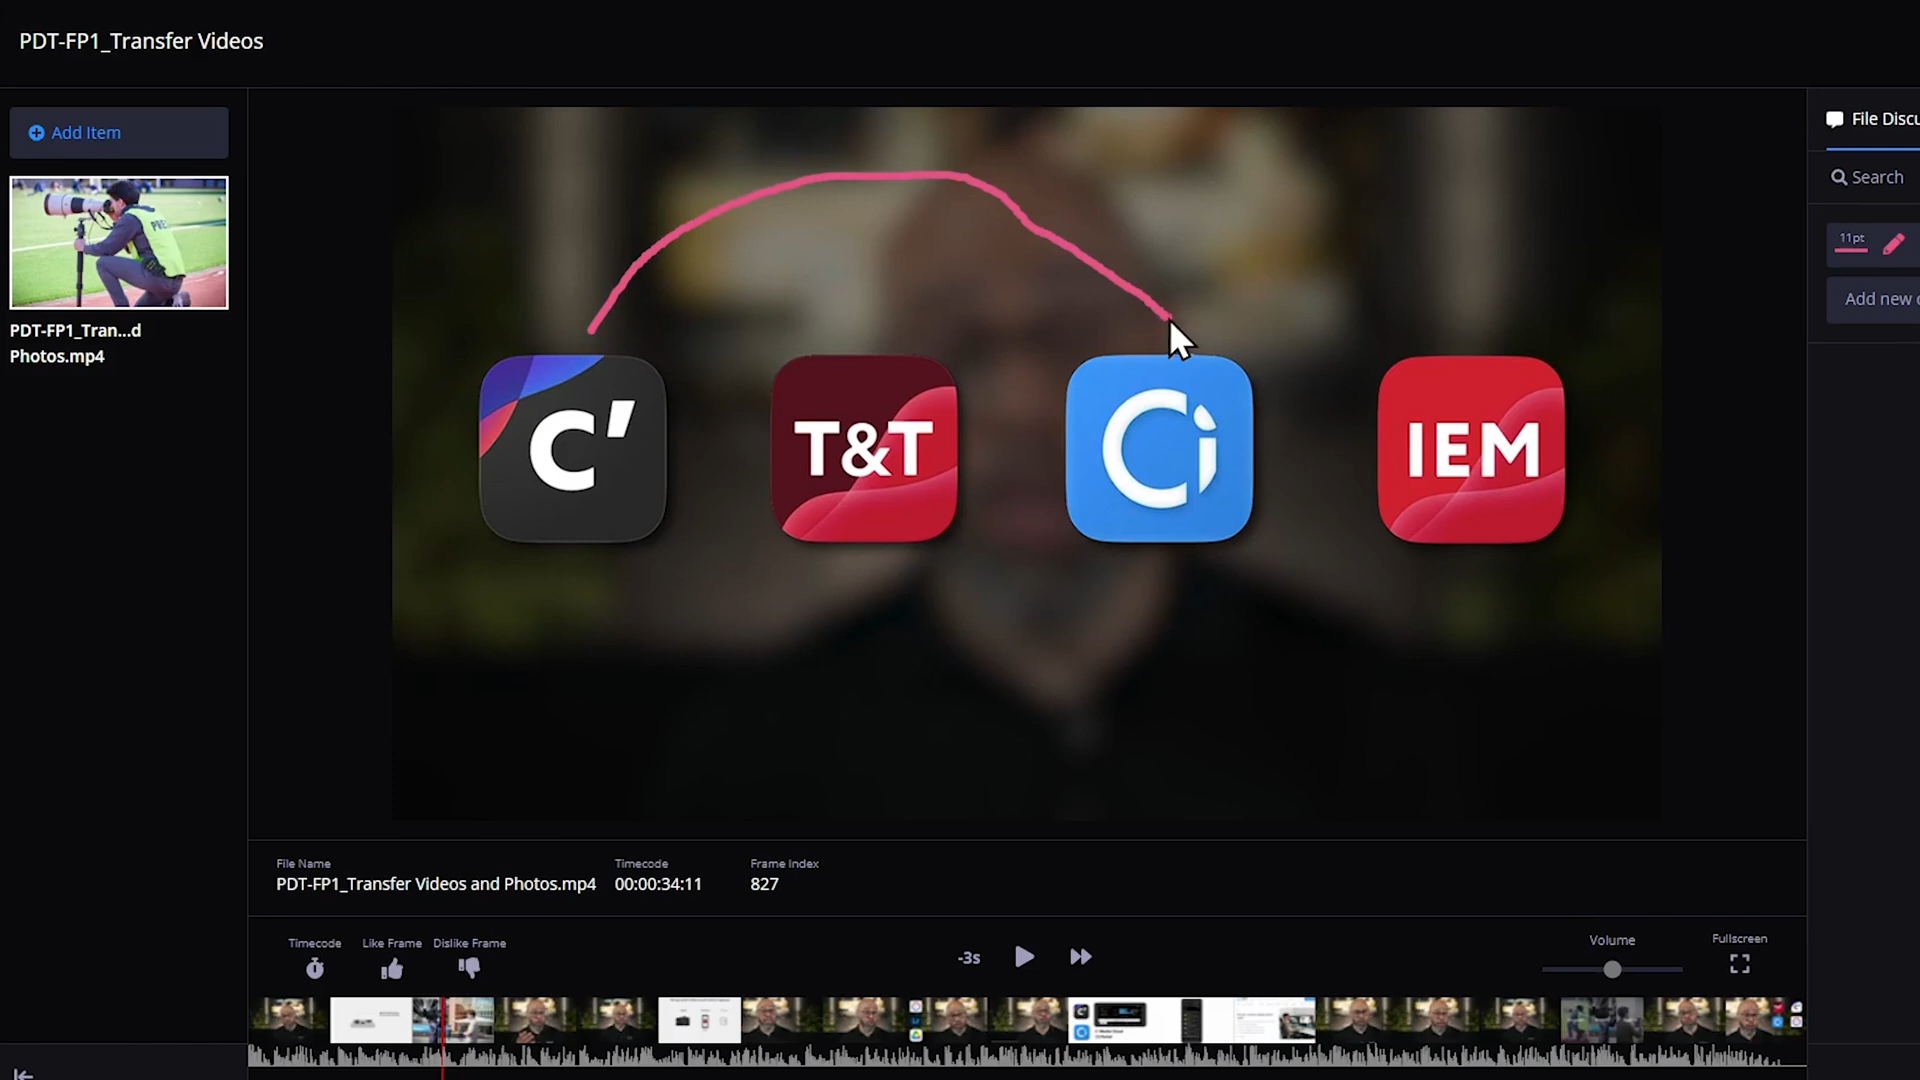 PDT-FP1_Transfer Videos
Add Item
PDT-FP1_Tran...d
Photos.mp4
C'
T&T
Ci
IEM
File Discu
Search
11pt
Add new c
File Name
PDT-FP1_Transfer Videos and Photos.mp4
Timecode
00:00:34:11
Frame Index
827
Timecode
Like Frame
Dislike Frame
-3s
Volume
Fullscreen